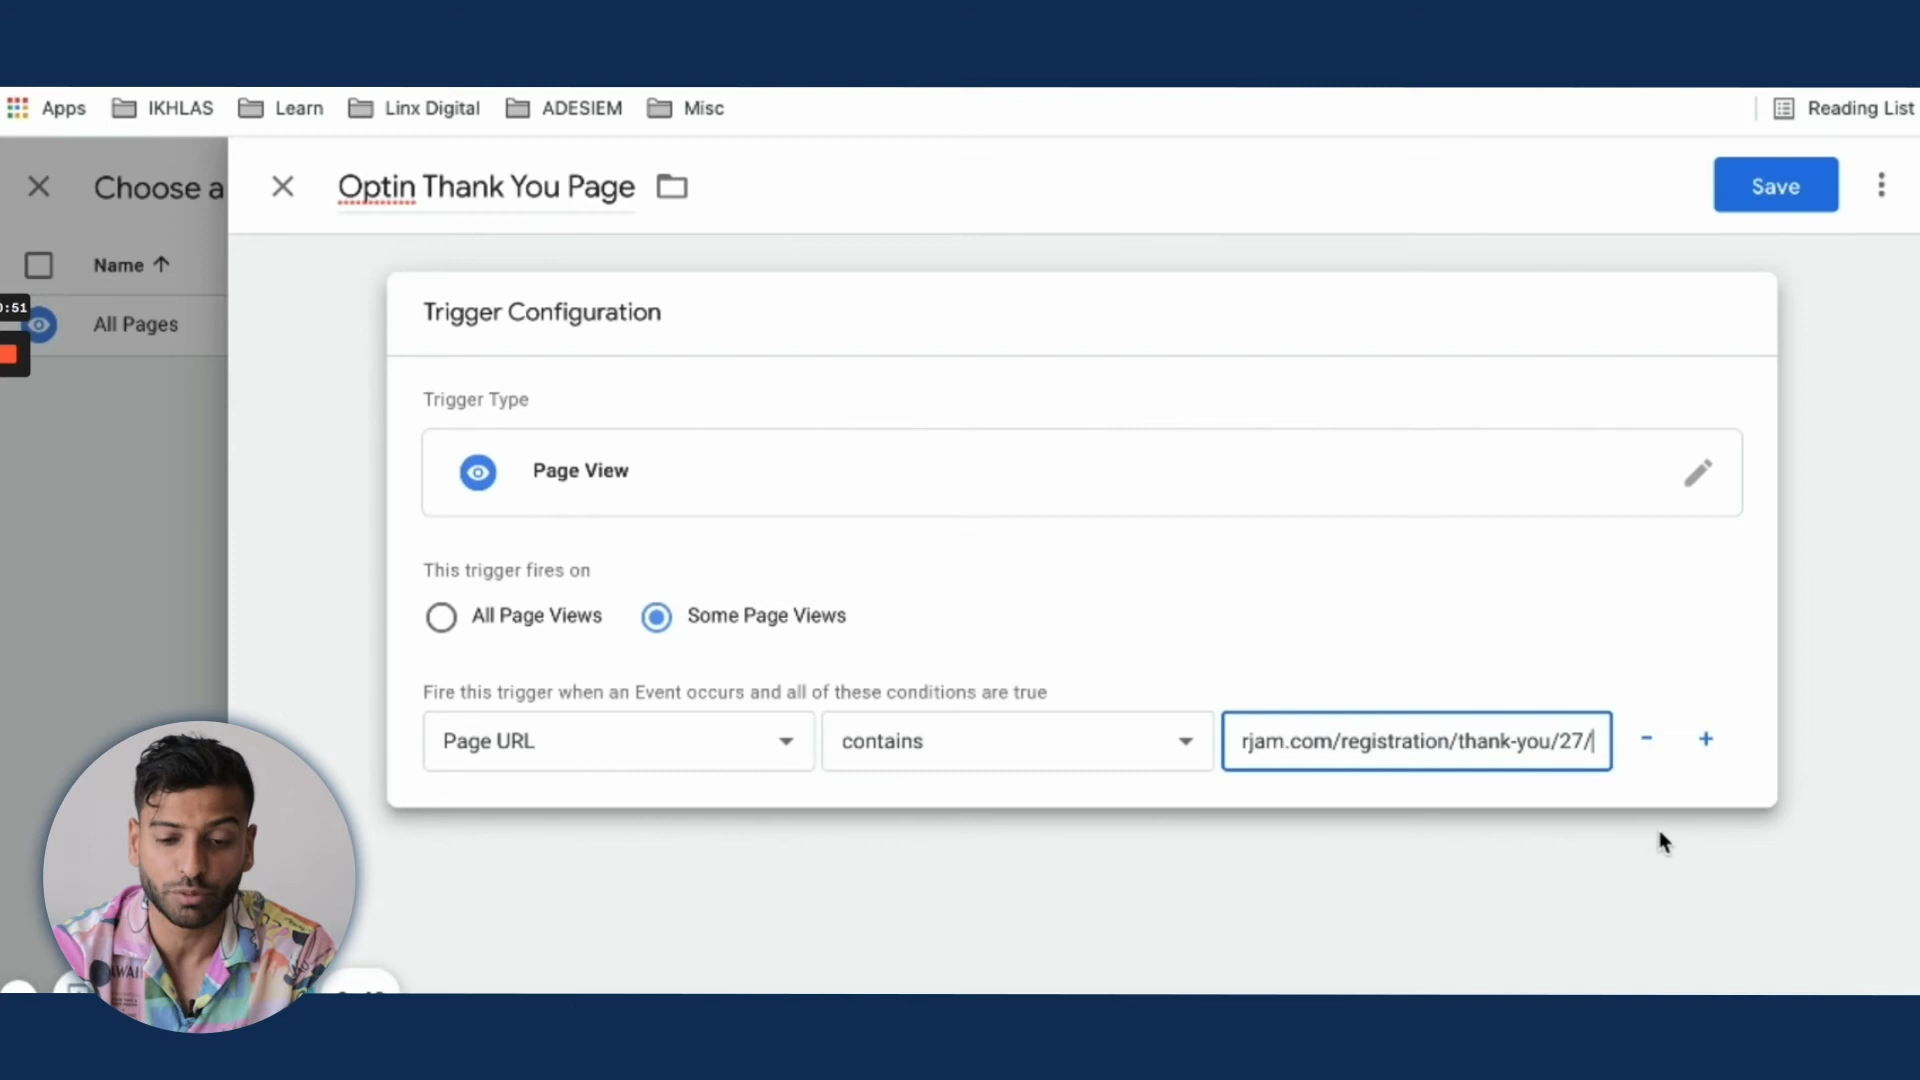 Apps IKHLAS Learn Linx Digital ADESIEM Misc Reading List
Choose a
Optin Thank You Page
Save
Name
0:51
All Pages
Trigger Configuration
Trigger Type
Page View
This trigger fires on
All Page Views Some Page Views
Fire this trigger when an Event occurs and all of these conditions are true
Page URL contains rjam.com/registration/thank-you/27/
- +